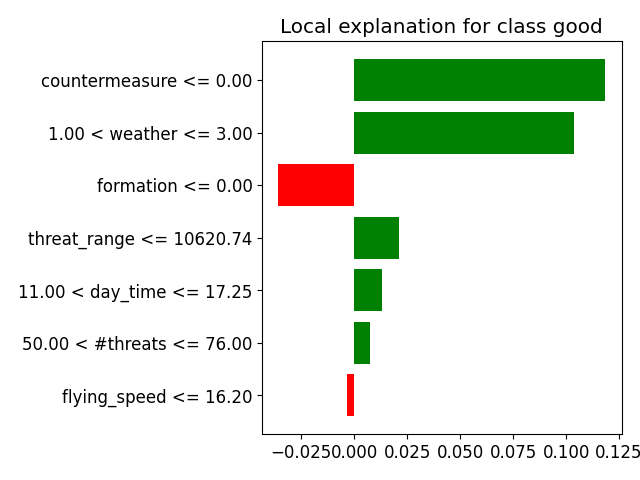 Local explanation for class good
countermeasure <= 0.00
1.00 < weather <= 3.00
formation <= 0.00
threat_range <= 10620.74
11.00 < day_time <= 17.25
50.00 < #threats <= 76.00
flying_speed <= 16.20
−0.025 0.000 0.025 0.050 0.075 0.100 0.125